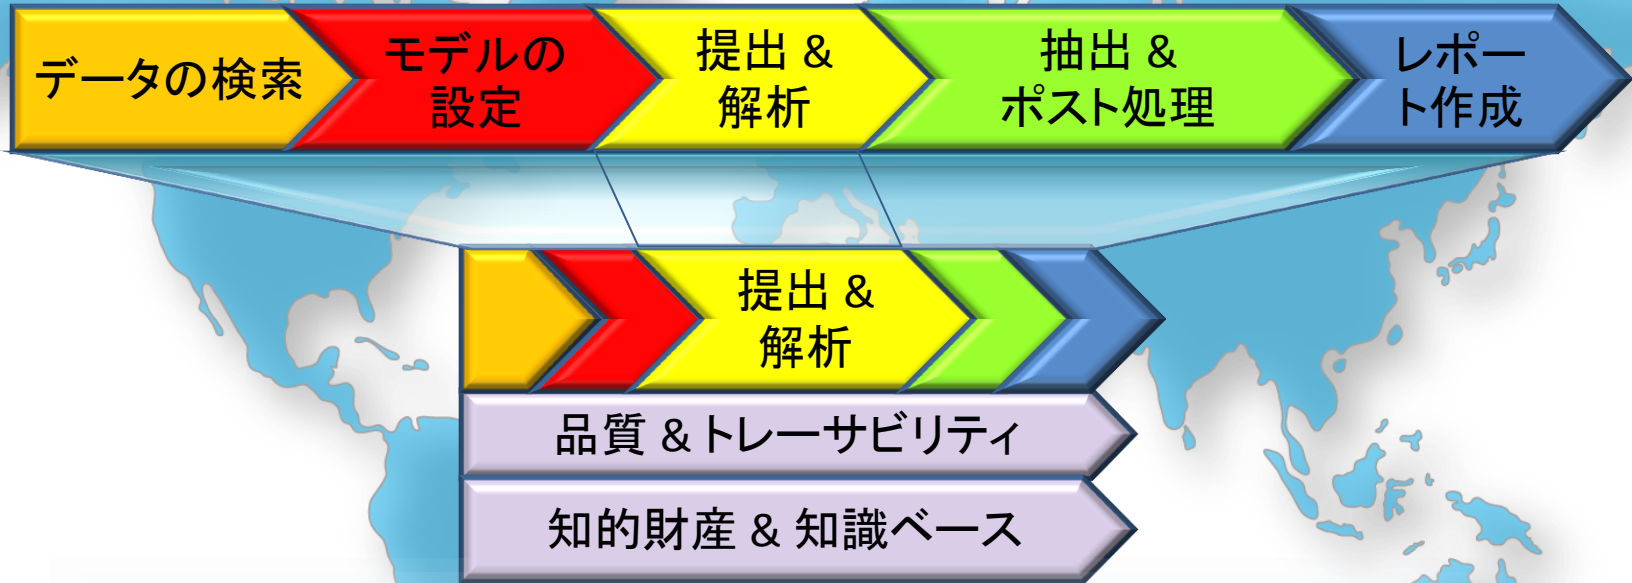 データの検索
モデルの
設定
提出 &
解析
抽出 &
ポスト処理
レポー
ト作成
提出 &
解析
品質 & トレーサビリティ
知的財産 & 知識ベース